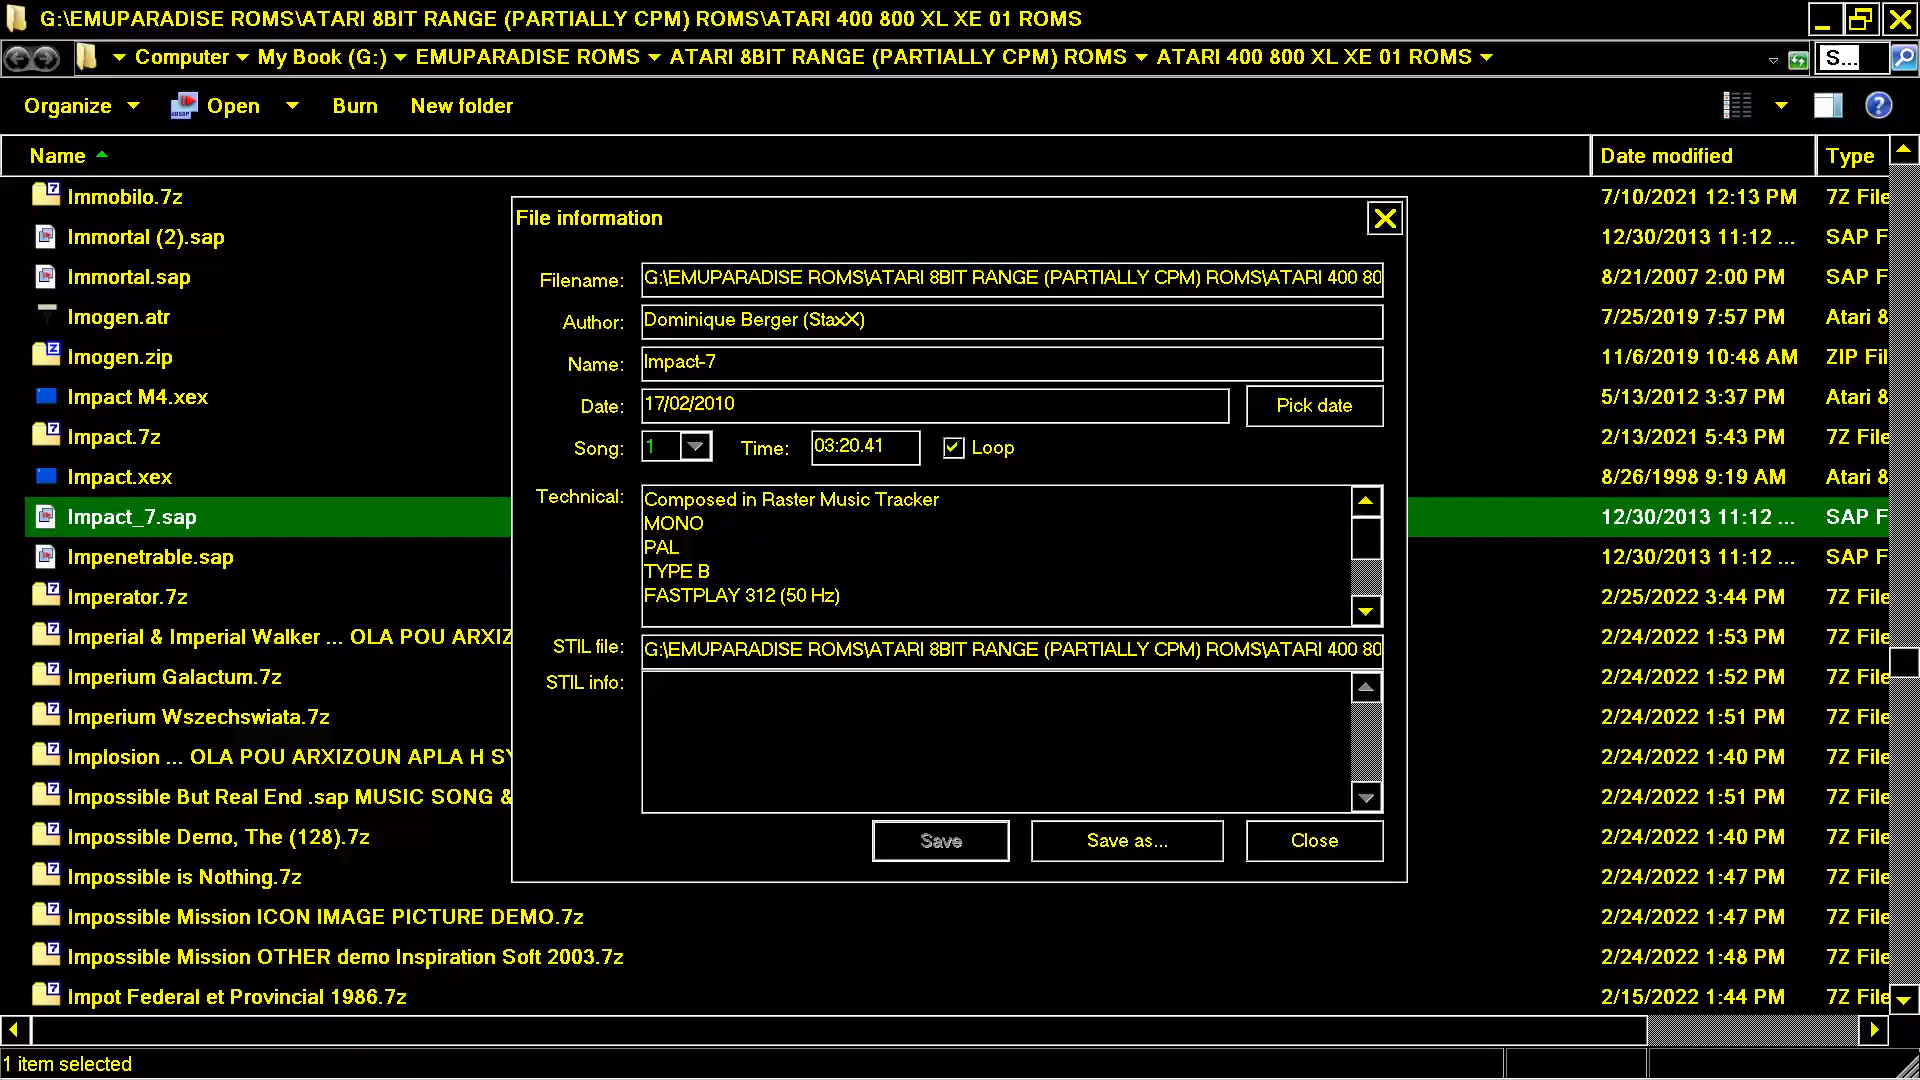 G:\EMUPARADISE ROMS\ATARI 8BIT RANGE (PARTIALLY CPM) ROMS\ATARI 400 800 XL XE 01 ROMS
Computer My Book (G:) EMUPARADISE ROMS ATARI 8BIT RANGE (PARTIALLY CPM) ROMS ATARI 400 800 XL XE 01 ROMS S...
Organize Open Burn New folder
Name Date modified Type
Immobilo.7z 7/10/2021 12:13 PM 7Z File
Immortal (2).sap 12/30/2013 11:12 ... SAP F
Immortal.sap 8/21/2007 2:00 PM SAP F
Imogen.atr 7/25/2019 7:57 PM Atari 8
Imogen.zip 11/6/2019 10:48 AM ZIP Fil
Impact M4.xex 5/13/2012 3:37 PM Atari 8
Impact.7z 2/13/2021 5:43 PM 7Z File
Impact.xex 8/26/1998 9:19 AM Atari 8
Impact_7.sap 12/30/2013 11:12 ... SAP F
Impenetrable.sap 12/30/2013 11:12 ... SAP F
Imperator.7z 2/25/2022 3:44 PM 7Z File
Imperial & Imperial Walker ... OLA POU ARXIZ 2/24/2022 1:53 PM 7Z File
Imperium Galactum.7z 2/24/2022 1:52 PM 7Z File
Imperium Wszechswiata.7z 2/24/2022 1:51 PM 7Z File
Implosion ... OLA POU ARXIZOUN APLA H SY 2/24/2022 1:40 PM 7Z File
Impossible But Real End .sap MUSIC SONG & 2/24/2022 1:51 PM 7Z File
Impossible Demo, The (128).7z 2/24/2022 1:40 PM 7Z File
Impossible is Nothing.7z 2/24/2022 1:47 PM 7Z File
Impossible Mission ICON IMAGE PICTURE DEMO.7z 2/24/2022 1:47 PM 7Z File
Impossible Mission OTHER demo Inspiration Soft 2003.7z 2/24/2022 1:48 PM 7Z File
Impot Federal et Provincial 1986.7z 2/15/2022 1:44 PM 7Z File
File information
Filename: G:\EMUPARADISE ROMS\ATARI 8BIT RANGE (PARTIALLY CPM) ROMS\ATARI 400 80
Author: Dominique Berger (StaxX)
Name: Impact-7
Date: 17/02/2010 Pick date
Song: 1 Time: 03:20.41 Loop
Technical: Composed in Raster Music Tracker
MONO
PAL
TYPE B
FASTPLAY 312 (50 Hz)
STIL file: G:\EMUPARADISE ROMS\ATARI 8BIT RANGE (PARTIALLY CPM) ROMS\ATARI 400 80
STIL info:
Save Save as... Close
1 item selected